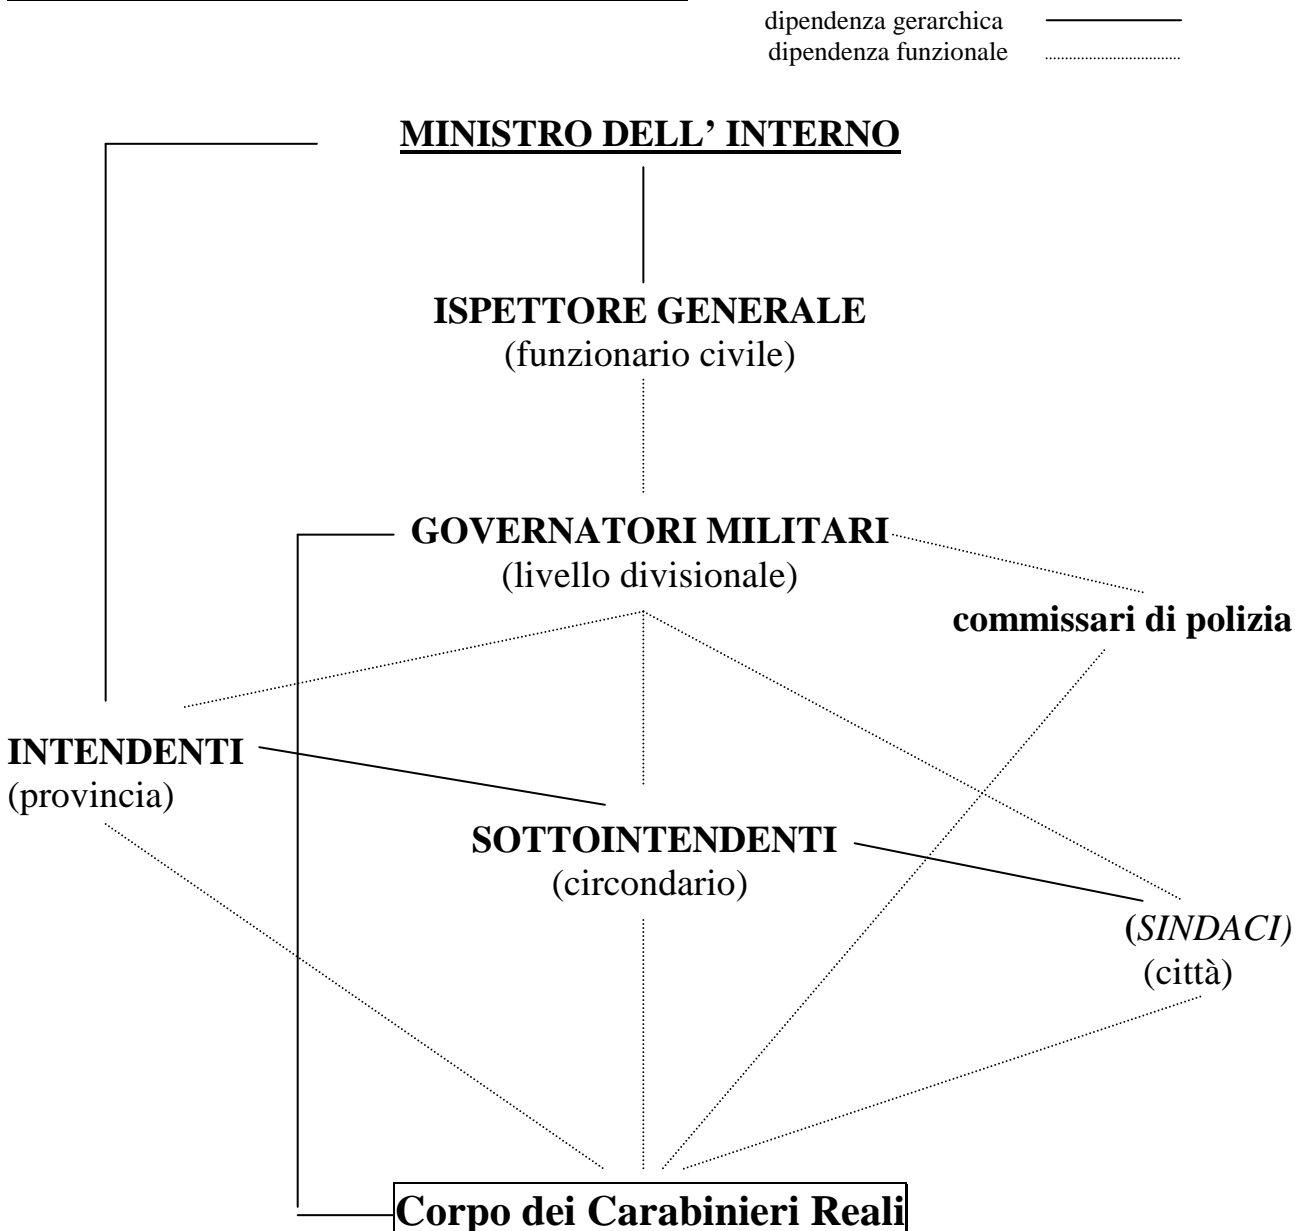 dipendenza gerarchica
dipendenza funzionale
MINISTRO DELL’ INTERNO
ISPETTORE GENERALE
(funzionario civile)
GOVERNATORI MILITARI
(livello divisionale)
commissari di polizia
INTENDENTI
(provincia)
SOTTOINTENDENTI
(circondario)
(SINDACI)
(città)
Corpo dei Carabinieri Reali